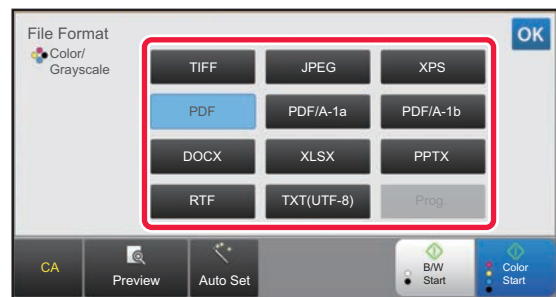 File Format
OK
Color/
Grayscale
TIFF
JPEG
XPS
PDF
PDF/A-1a
PDF/A-1b
DOCX
XLSX
PPTX
RTF
TXT(UTF-8)
Prog.
CA
Preview
Auto Set
B/W
Start
Color
Start